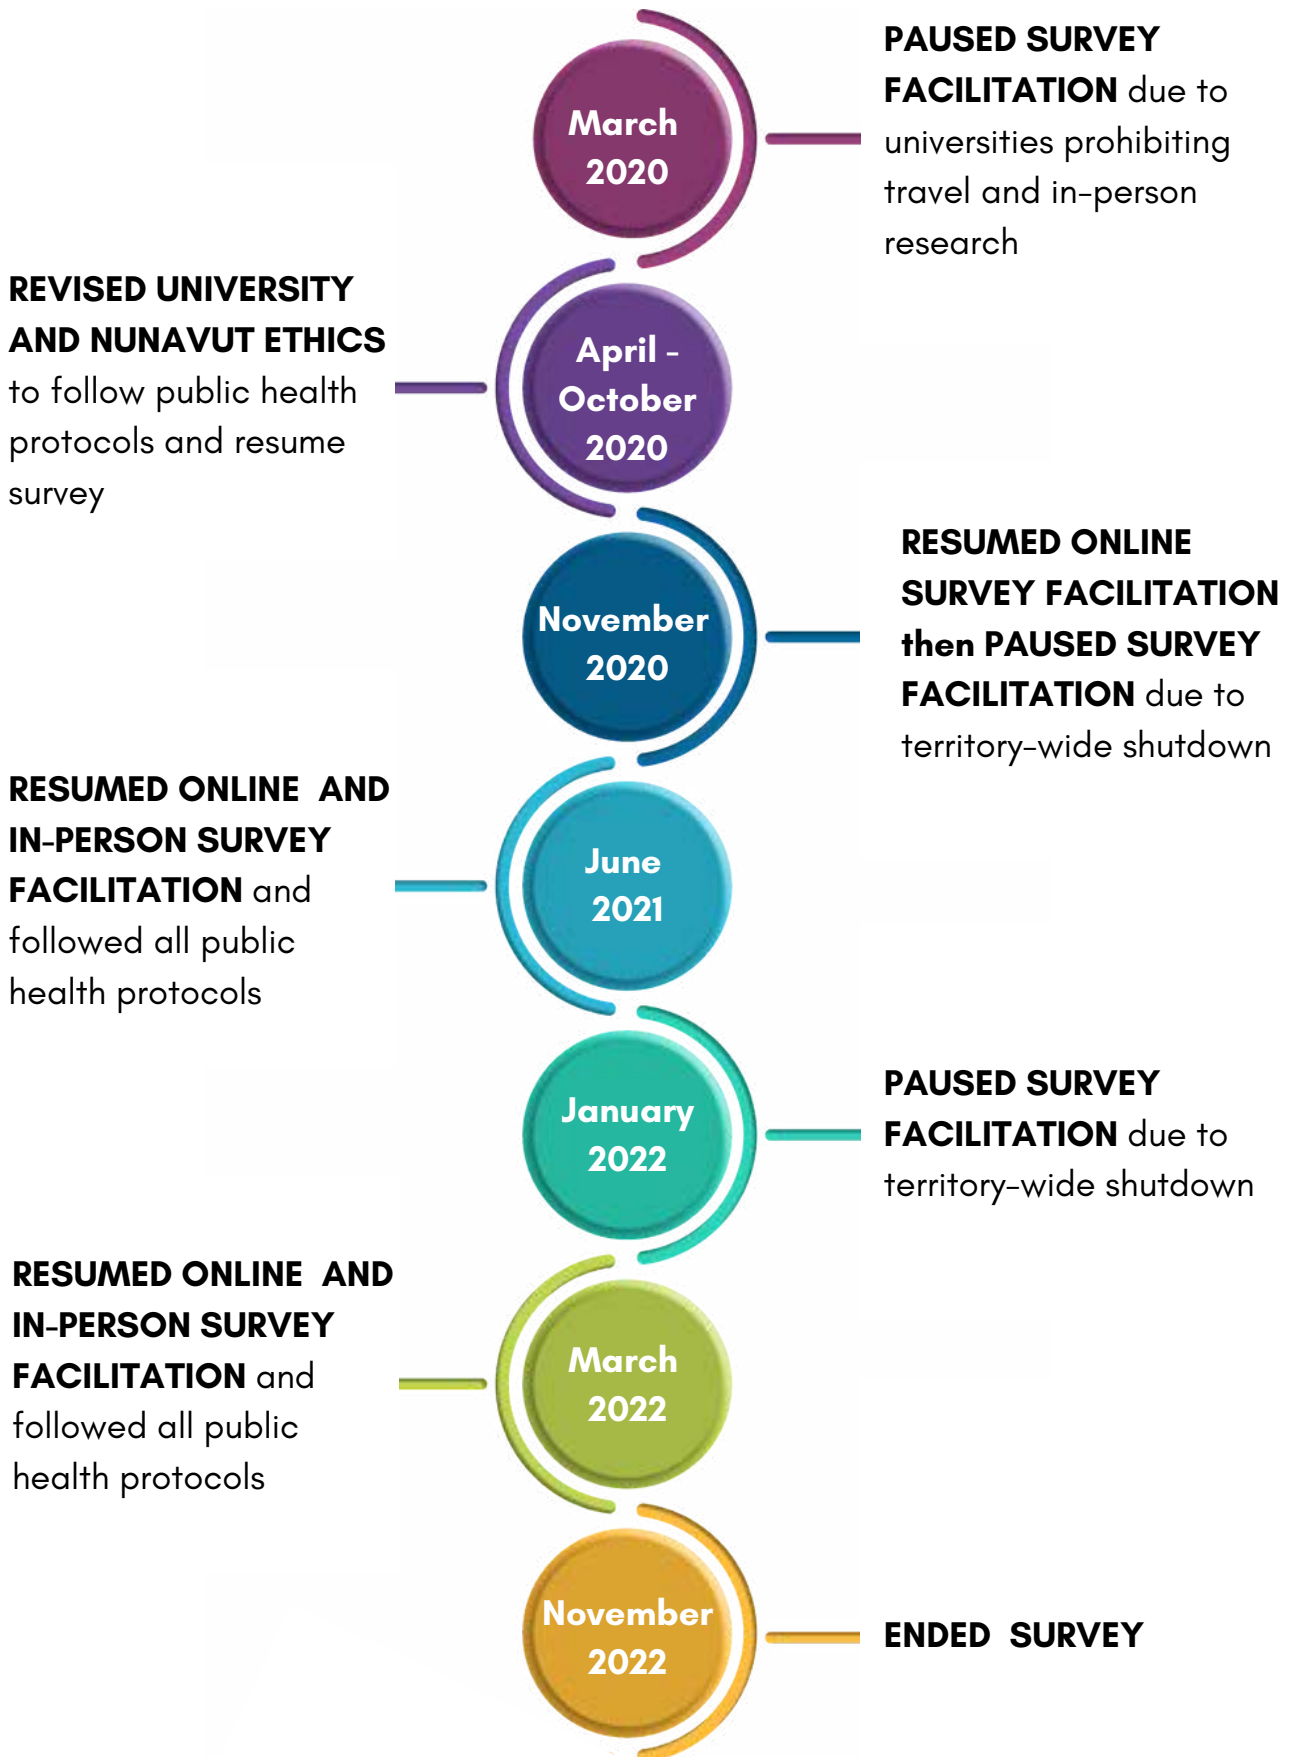 March
2020
PAUSED SURVEY
FACILITATION due to
universities prohibiting
travel and in-person
research
April -
October
2020
REVISED UNIVERSITY
AND NUNAVUT ETHICS
to follow public health
protocols and resume
survey
November
2020
RESUMED ONLINE
SURVEY FACILITATION
then PAUSED SURVEY
FACILITATION due to
territory-wide shutdown
June
2021
RESUMED ONLINE AND
IN-PERSON SURVEY
FACILITATION and
followed all public
health protocols
January
2022
PAUSED SURVEY
FACILITATION due to
territory-wide shutdown
March
2022
RESUMED ONLINE AND
IN-PERSON SURVEY
FACILITATION and
followed all public
health protocols
November
2022
ENDED SURVEY